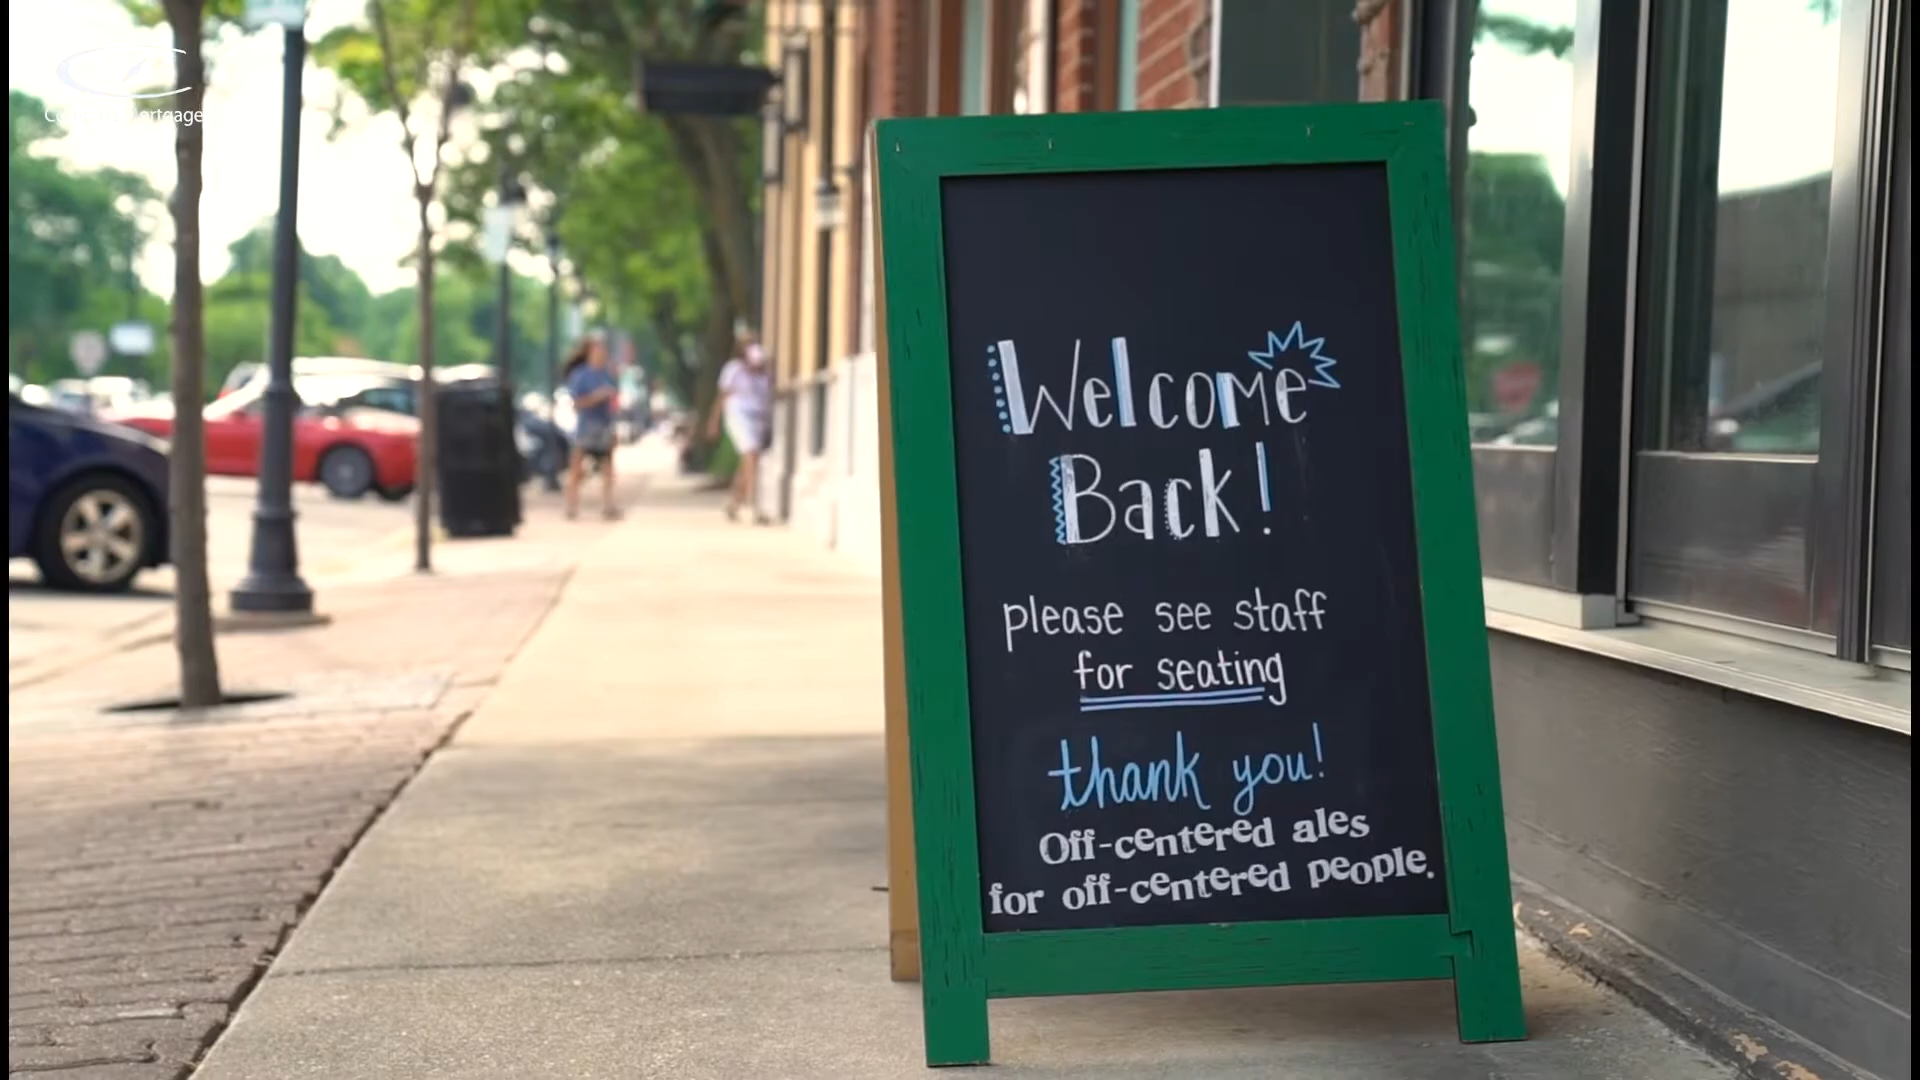 Welcome
Back!
please see staff
for seating
thank you!
Off-centered ales
for off-centered people.